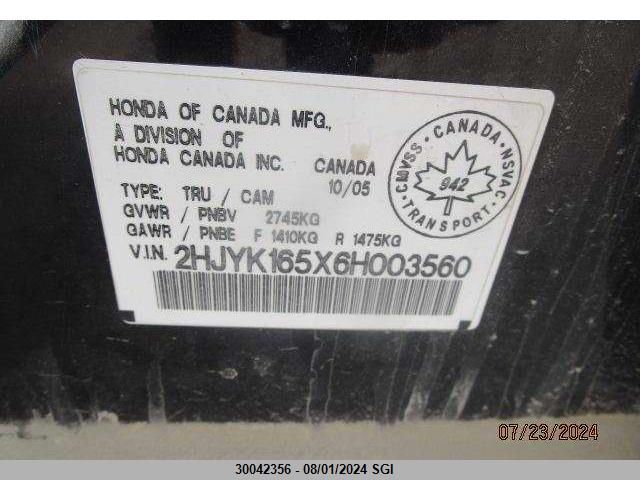 HONDA OF CANADA MFG.,
A DIVISION OF
HONDA CANADA INC. CANADA
10/05
TYPE: TRU / CAM
GVWR / PNBV 2745KG
GAWR / PNBE F 1410KG R 1475KG
V.I.N. 2HJYK165X6H003560
CMVSS · CANADA · NSVAC
942
TRANSPORT
07/23/2024
30042356 - 08/01/2024 SGI